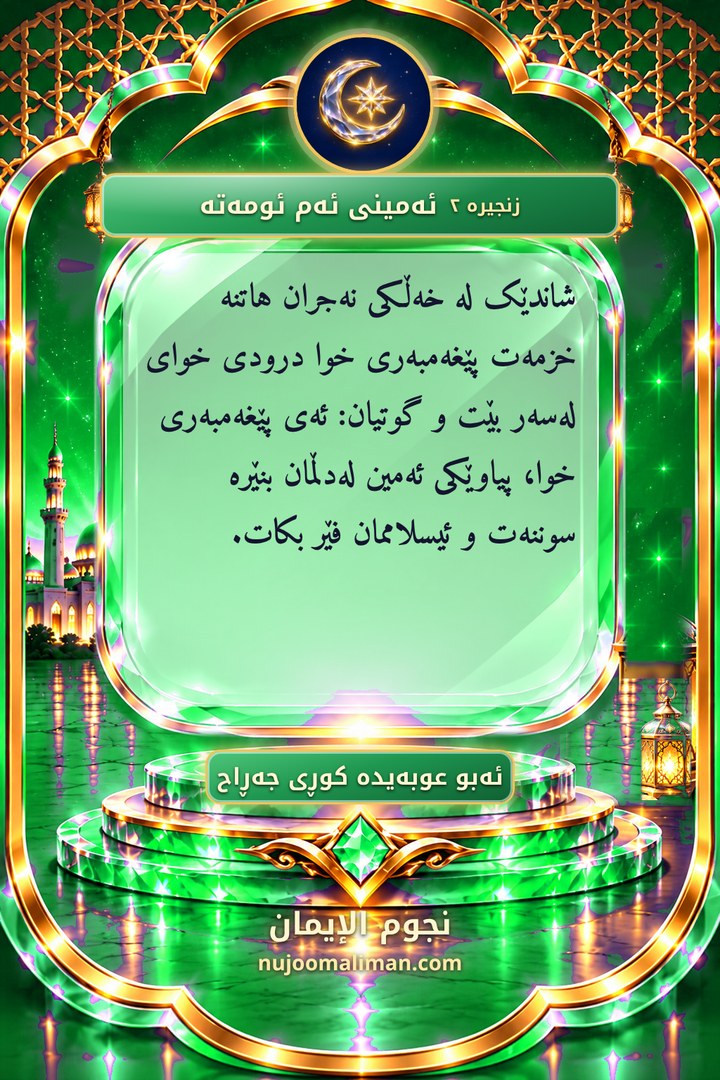 زنجیرە ٢ ئەمینی ئەم ئومەتە
شاندێک لە خەڵکی نەجران هاتنە
خزمەت پێغەمبەری خوا درودی خوای
لەسەر بێت و گوتیان: ئەی پێغەمبەری
خوا، پیاوێکی ئەمین لەدڵمان بنێرە
سوننەت و ئیسلاممان فێر بکات.
ئەبو عوبەیدە کوڕی جەڕاح
نجوم الإيمان
nujoomaliman.com